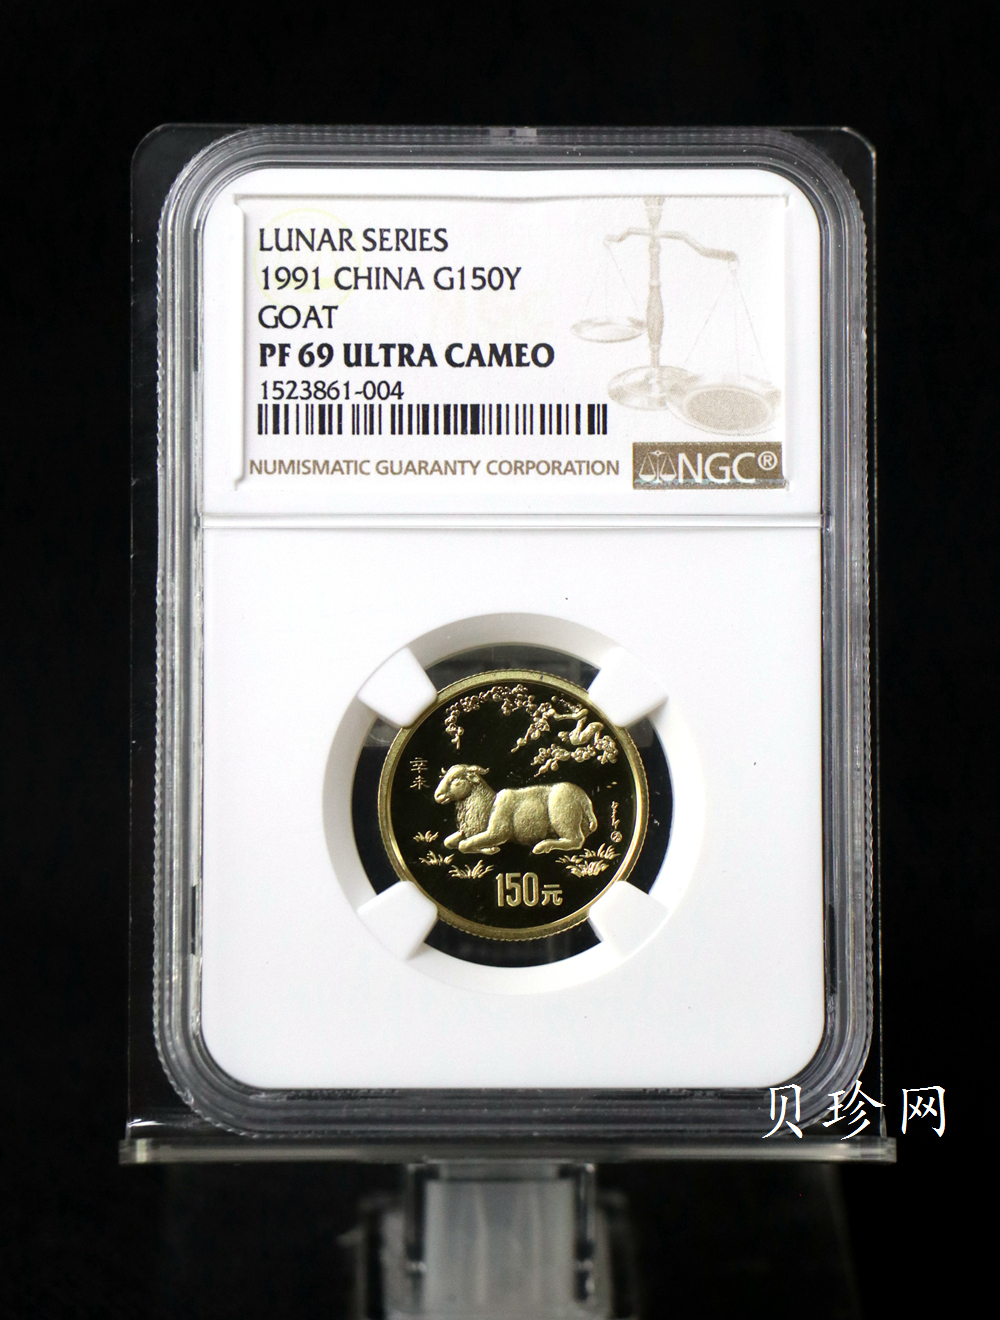 LUNAR SERIES
1991 CHINA G150Y
GOAT
PF 69 ULTRA CAMEO
1523861-004
NUMISMATIC GUARANTY CORPORATION
NGC®
辛未
150元
贝珍网